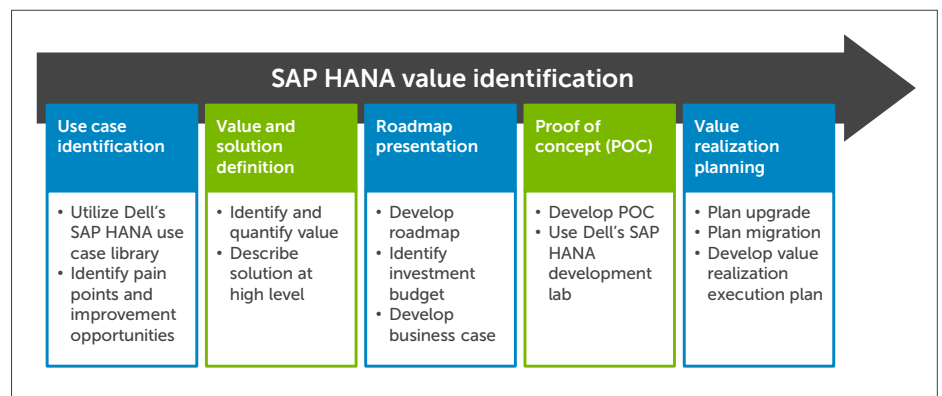 SAP HANA value identification
Use case
identification
• Utilize Dell's
SAP HANA use
case library
• Identify pain
points and
improvement
opportunities
Value and
solution
definition
• Identify and
quantify value
• Describe
solution at
high level
Roadmap
presentation
• Develop
roadmap
• Identify
investment
budget
• Develop
business case
Proof of
concept (POC)
• Develop POC
• Use Dell's SAP
HANA
development
lab
Value
realization
planning
• Plan upgrade
• Plan migration
• Develop value
realization
execution plan